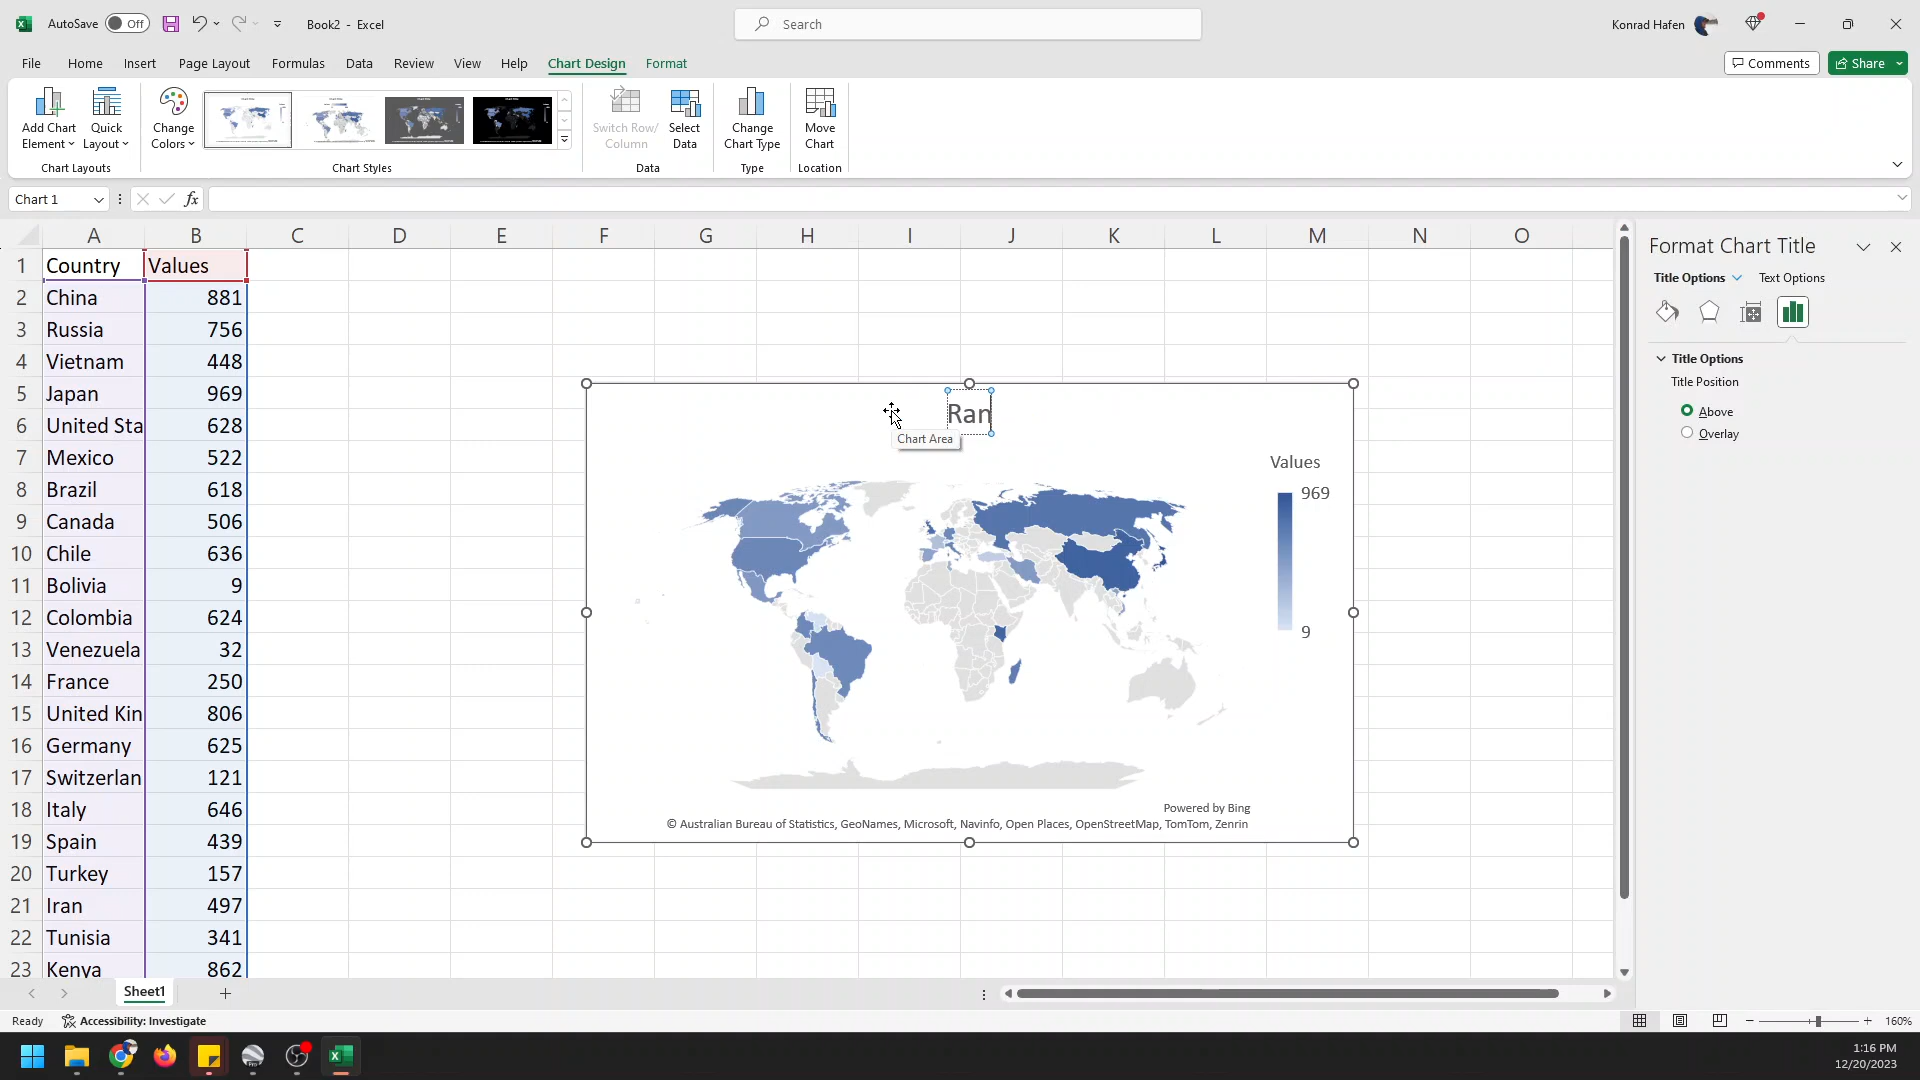 AutoSave Off Book2 - Excel Search Konrad Hafen
File Home Insert Page Layout Formulas Data Review View Help Chart Design Format Comments Share
Add Chart Element
Quick Layout
Change Colors
Switch Row/Column
Select Data
Change Chart Type
Move Chart
Chart Layouts Chart Styles Data Type Location
Chart 1 fx
A B C D E F G H I J K L M N O
1 Country Values
2 China 881
3 Russia 756
4 Vietnam 448
5 Japan 969
6 United Sta 628
7 Mexico 522
8 Brazil 618
9 Canada 506
10 Chile 636
11 Bolivia 9
12 Colombia 624
13 Venezuela 32
14 France 250
15 United Kin 806
16 Germany 625
17 Switzerlan 121
18 Italy 646
19 Spain 439
20 Turkey 157
21 Iran 497
22 Tunisia 341
23 Kenya 862
Ran
Chart Area
Values
969
9
Powered by Bing
© Australian Bureau of Statistics, GeoNames, Microsoft, Navinfo, Open Places, OpenStreetMap, TomTom, Zenrin
Format Chart Title
Title Options Text Options
Title Options
Title Position
Above
Overlay
Sheet1
Ready Accessibility: Investigate 160%
1:16 PM
12/20/2023